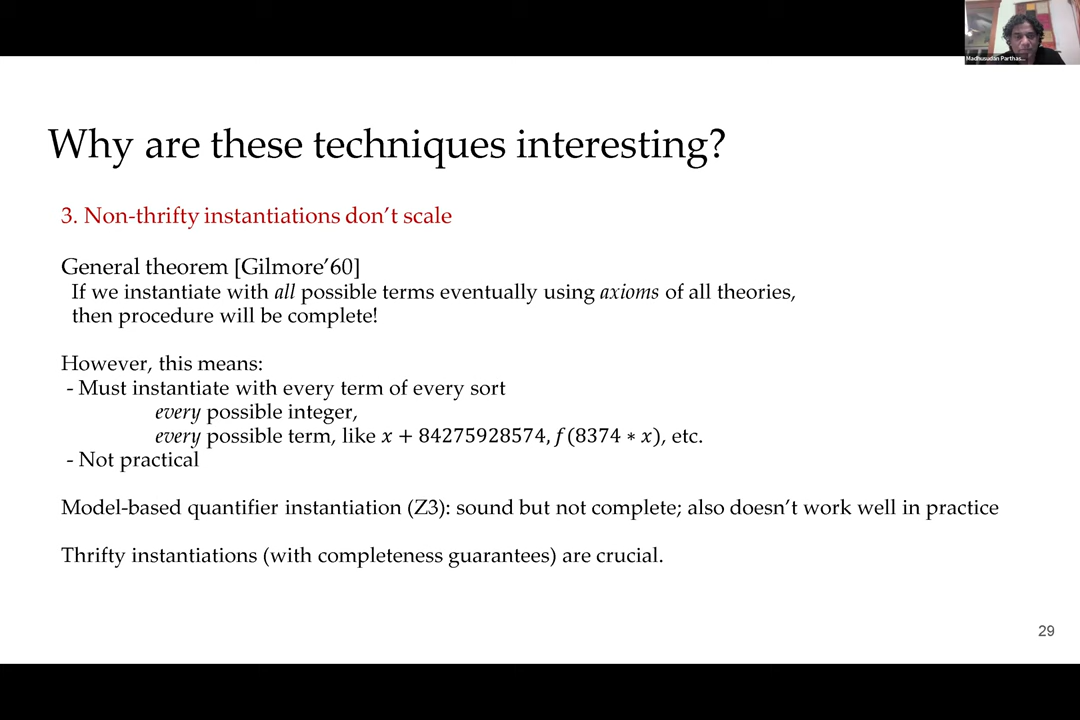 Madhusudan Parthas...
Why are these techniques interesting?
3. Non-thrifty instantiations don't scale
General theorem [Gilmore'60]
If we instantiate with all possible terms eventually using axioms of all theories,
then procedure will be complete!
However, this means:
- Must instantiate with every term of every sort
every possible integer,
every possible term, like x + 84275928574, f(8374 * x), etc.
- Not practical
Model-based quantifier instantiation (Z3): sound but not complete; also doesn't work well in practice
Thrifty instantiations (with completeness guarantees) are crucial.
29